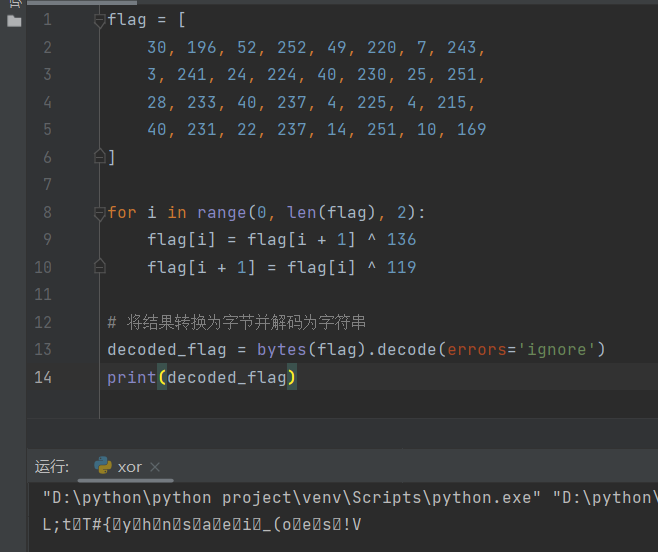 1 flag = [
2 30, 196, 52, 252, 49, 220, 7, 243,
3 3, 241, 24, 224, 40, 230, 25, 251,
4 28, 233, 40, 237, 4, 225, 4, 215,
5 40, 231, 22, 237, 14, 251, 10, 169
6 ]
7
8 for i in range(0, len(flag), 2):
9 flag[i] = flag[i + 1] ^ 136
10 flag[i + 1] = flag[i] ^ 119
11
12 # 将结果转换为字节并解码为字符串
13 decoded_flag = bytes(flag).decode(errors='ignore')
14 print(decoded_flag)
运行: xor
"D:\python\python project\venv\Scripts\python.exe" "D:\python\
L;t�T#{�y�h�n�s�a�e�i�_(o�e�s�!V